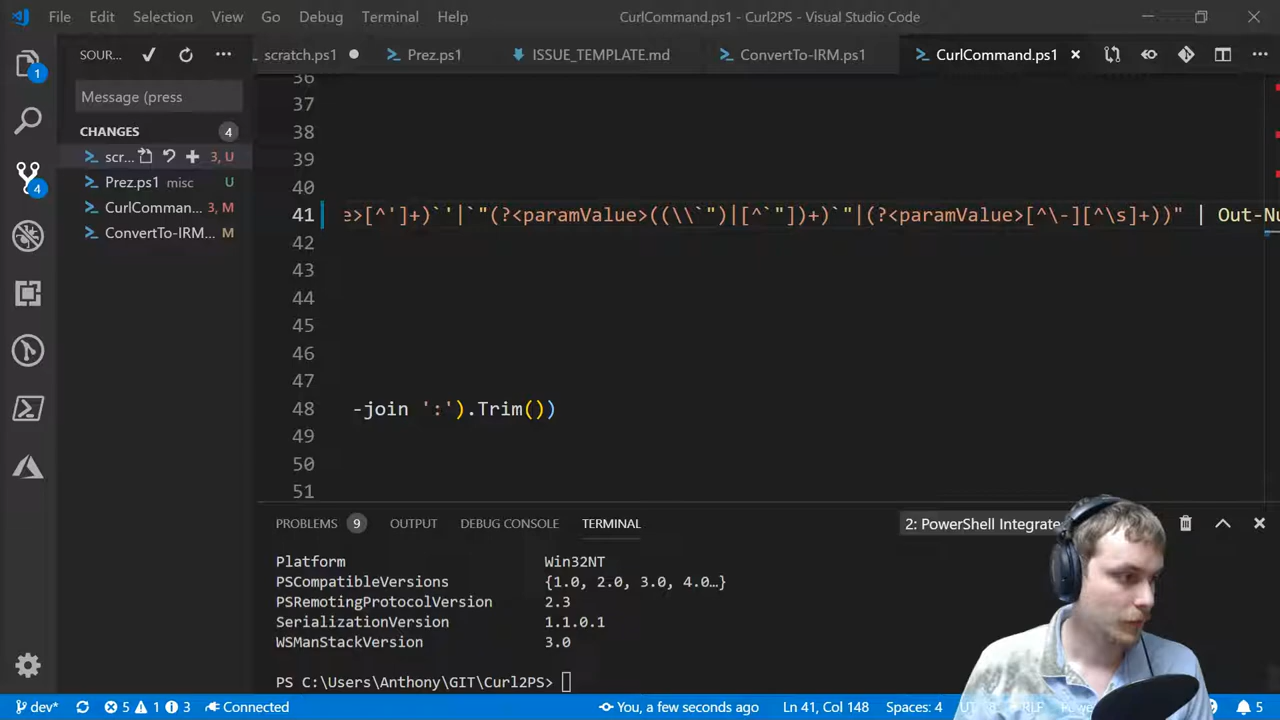 File Edit Selection View Go Debug Terminal Help CurlCommand.ps1 - Curl2PS - Visual Studio Code
SOUR... scratch.ps1 Prez.ps1 ISSUE_TEMPLATE.md ConvertTo-IRM.ps1 CurlCommand.ps1
1
Message (press
CHANGES 4
scr... 3, U
Prez.ps1 misc U
CurlComman... 3, M
ConvertTo-IRM... M
4
36
37
38
39
40
41 e>[^']+)`'|`"(?<paramValue>((\\`")|[^`"])+)`"|(?<paramValue>[^\-][^\s]+))" | Out-Nu
42
43
44
45
46
47
48 -join ':').Trim())
49
50
51
PROBLEMS 9 OUTPUT DEBUG CONSOLE TERMINAL 2: PowerShell Integrate
Platform Win32NT
PSCompatibleVersions {1.0, 2.0, 3.0, 4.0…}
PSRemotingProtocolVersion 2.3
SerializationVersion 1.1.0.1
WSManStackVersion 3.0
PS C:\Users\Anthony\GIT\Curl2PS>
dev* 5 1 3 Connected You, a few seconds ago Ln 41, Col 148 Spaces: 4 5